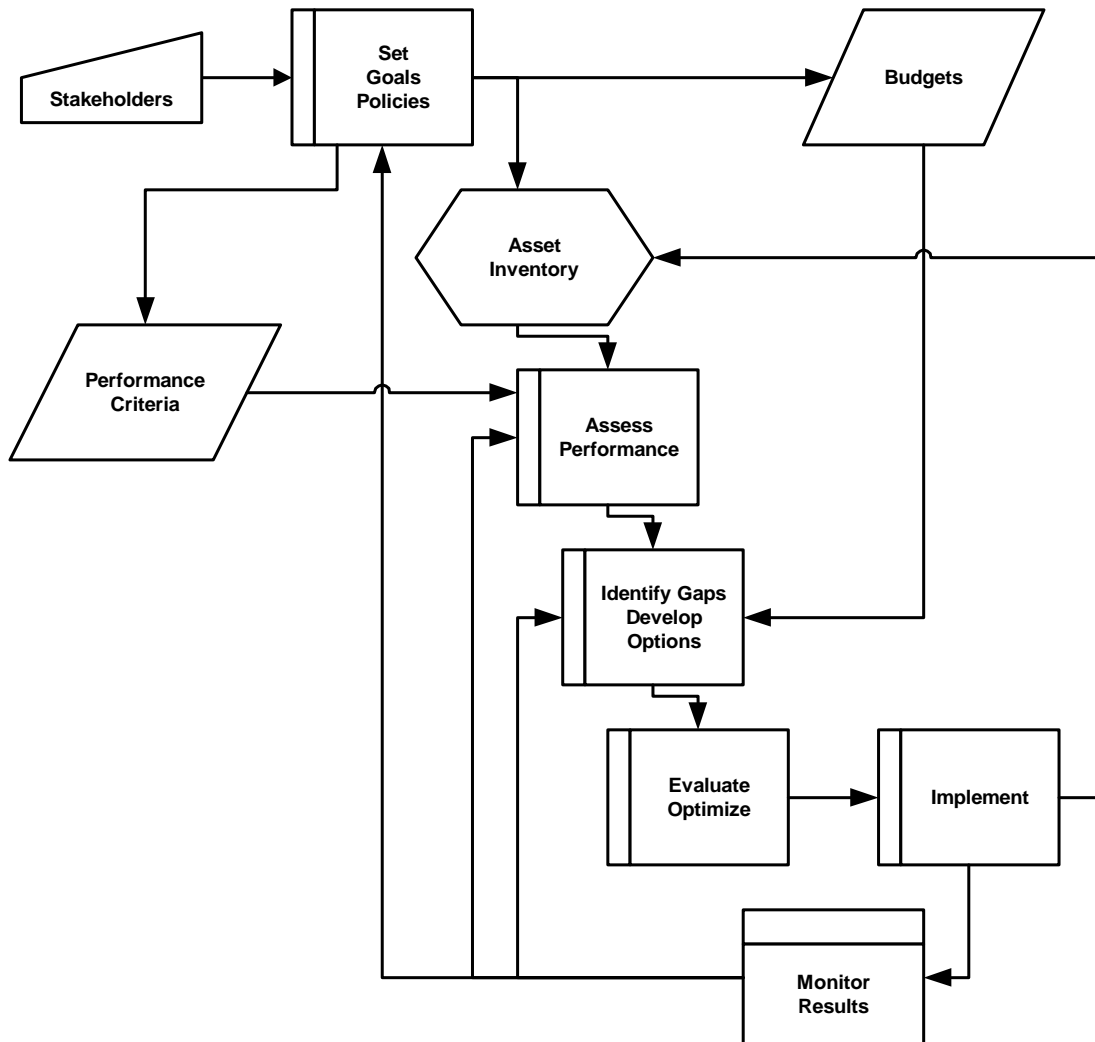 Set
Goals
Policies
Stakeholders
Budgets
Asset
Inventory
Performance
Criteria
Assess
Performance
Identify Gaps
Develop
Options
Evaluate
Optimize
Implement
Monitor
Results